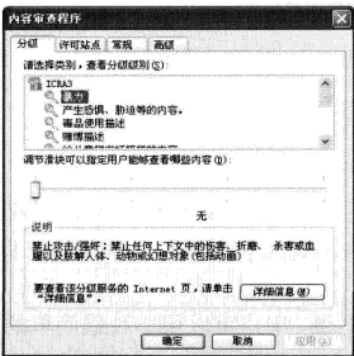 内容审查程序
分级 许可站点 常规 高级
请选择类别，查看分级级别(S):
ICRA3
暴力
产生恐惧、胁迫等的内容。
毒品使用描述
赌博描述
调节滑块可以指定用户能够查看哪些内容(D):
无
说明
禁止攻击/强奸；禁止任何上下文中的伤害、折磨、杀害或血
腥以及肢解人体、动物或幻想对象(包括动画)
要查看该分级服务的 Internet 页，请单击
“详细信息”。
详细信息(M)
确定 取消 应用(A)